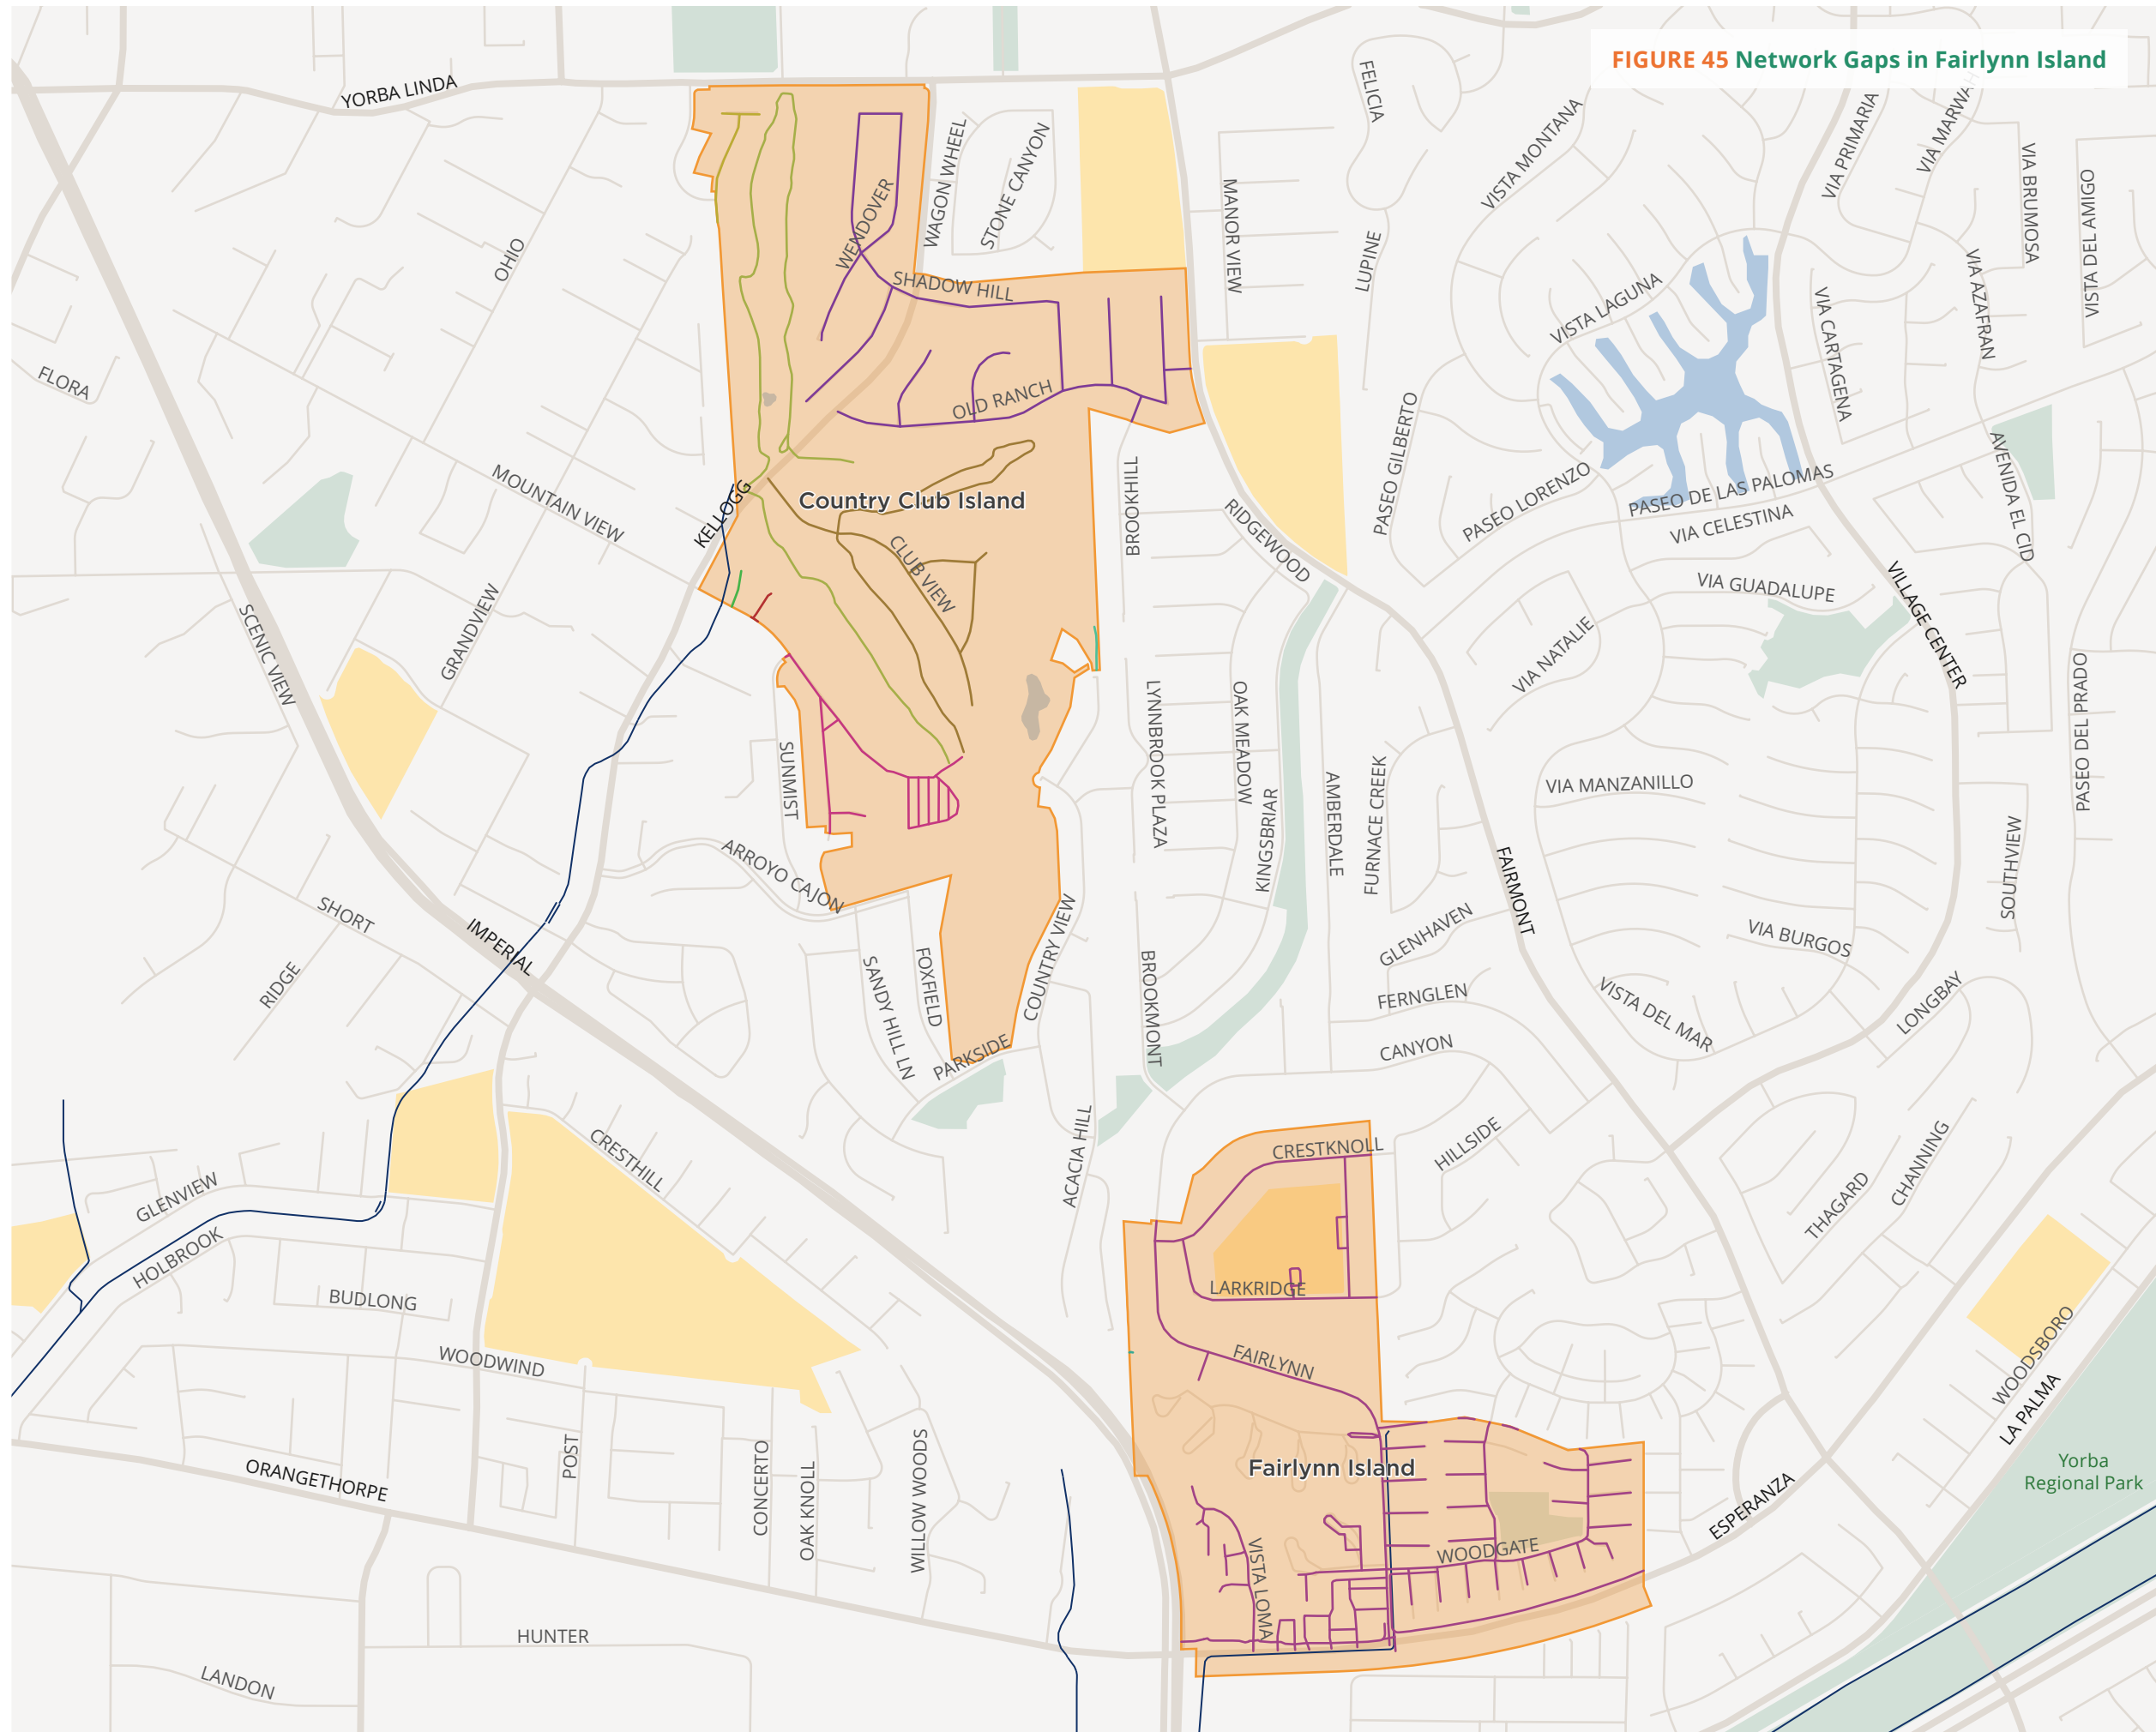 FIGURE 45 Network Gaps in Fairlynn Island
YORBA LINDA
FELICIA
VISTA MONTANA
VIA PRIMARIA
VIA MARWAH
VIA BRUMOSA
VISTA DEL AMIGO
WAGON WHEEL
STONE CANYON
MANOR VIEW
WENDOVER
OHIO
LUPINE
SHADOW HILL
VISTA LAGUNA
VIA CARTAGENA
VIA AZAFRAN
FLORA
OLD RANCH
PASEO GILBERTO
MOUNTAIN VIEW
KELLOGG
Country Club Island
BROOKHILL
RIDGEWOOD
PASEO LORENZO
PASEO DE LAS PALOMAS
VIA CELESTINA
AVENIDA EL CID
CLUB VIEW
VIA GUADALUPE
VILLAGE CENTER
SCENIC VIEW
GRANDVIEW
VIA NATALIE
SUNMIST
LYNNBROOK PLAZA
OAK MEADOW
KINGSBRIAR
AMBERDALE
FURNACE CREEK
VIA MANZANILLO
PASEO DEL PRADO
ARROYO CAJON
FAIRMONT
SOUTHVIEW
SHORT
IMPERIAL
RIDGE
SANDY HILL LN
FOXFIELD
COUNTRY VIEW
BROOKMONT
GLENHAVEN
VIA BURGOS
FERNGLEN
VISTA DEL MAR
LONGBAY
PARKSIDE
CANYON
CRESTHILL
ACACIA HILL
CRESTKNOLL
HILLSIDE
THAGARD
CHANNING
GLENVIEW
HOLBROOK
BUDLONG
LARKRIDGE
WOODWIND
FAIRLYNN
WOODSBORO
LA PALMA
ORANGETHORPE
POST
CONCERTO
OAK KNOLL
WILLOW WOODS
Fairlynn Island
Yorba
Regional Park
ESPERANZA
VISTA LOMA
WOODGATE
HUNTER
LANDON